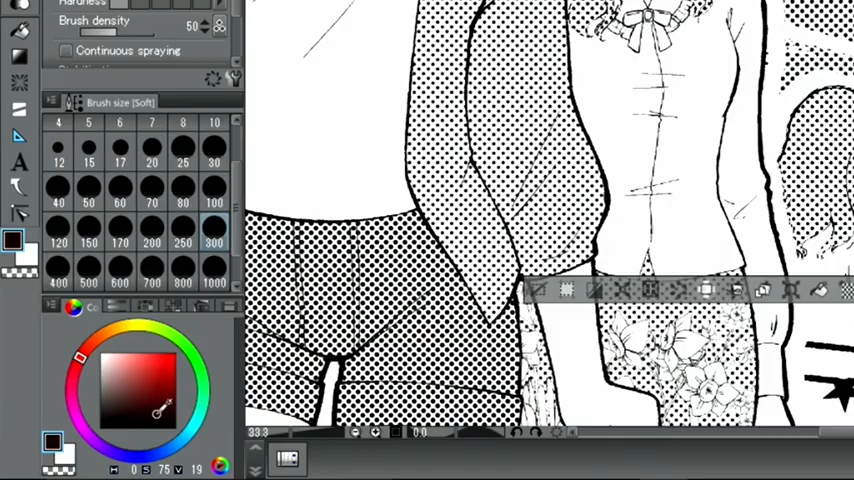 Hardness
Brush density 50
Continuous spraying
Brush size [Soft]
4 5 6 7 8 10
12 15 17 20 25 30
40 50 60 70 80 100
120 150 170 200 250 300
400 500 600 700 800 1000
33.3 0.0
H 0 S 75 V 19